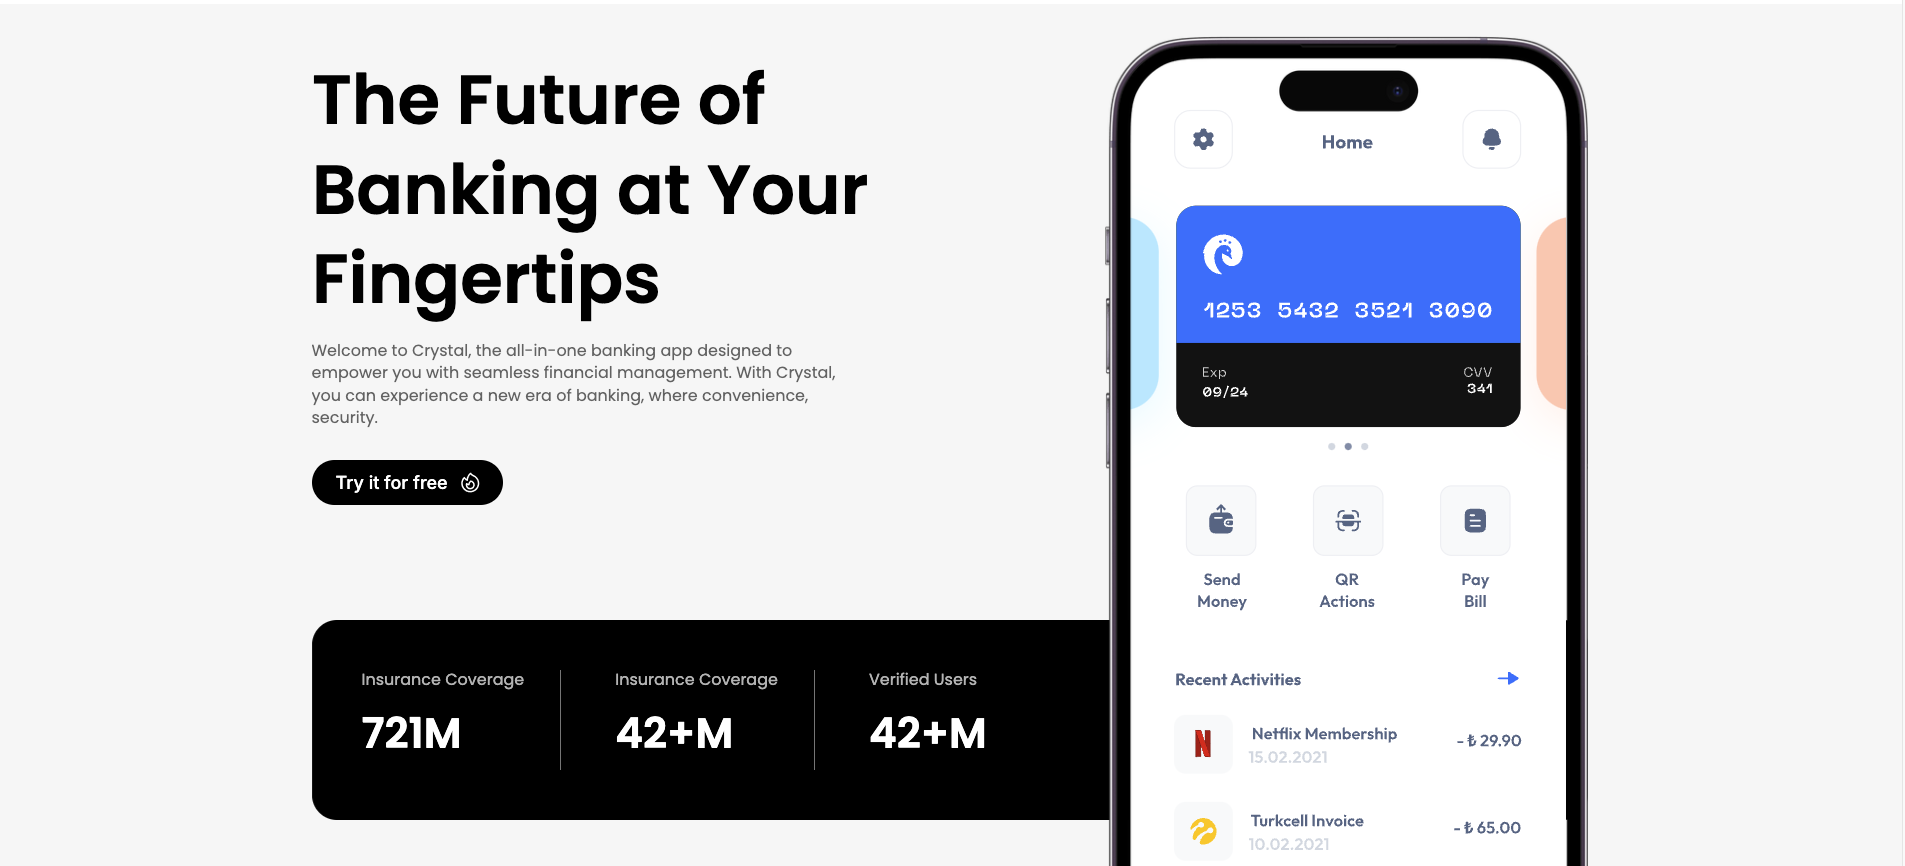 The Future of
Banking at Your
Fingertips
Welcome to Crystal, the all-in-one banking app designed to
empower you with seamless financial management. With Crystal,
you can experience a new era of banking, where convenience,
security.
Try it for free
Insurance Coverage
721M
Insurance Coverage
42+M
Verified Users
42+M
Home
1253 5432 3521 3090
Exp
09/24
CVV
341
Send
Money
QR
Actions
Pay
Bill
Recent Activities
Netflix Membership
15.02.2021
- ₺ 29.90
Turkcell Invoice
10.02.2021
- ₺ 65.00